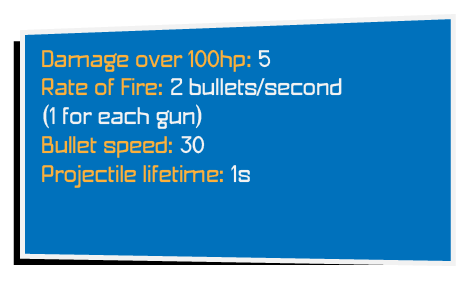 Damage over 100hp: 5
Rate of Fire: 2 bullets/second
(1 for each gun)
Bullet speed: 30
Projectile lifetime: 1s